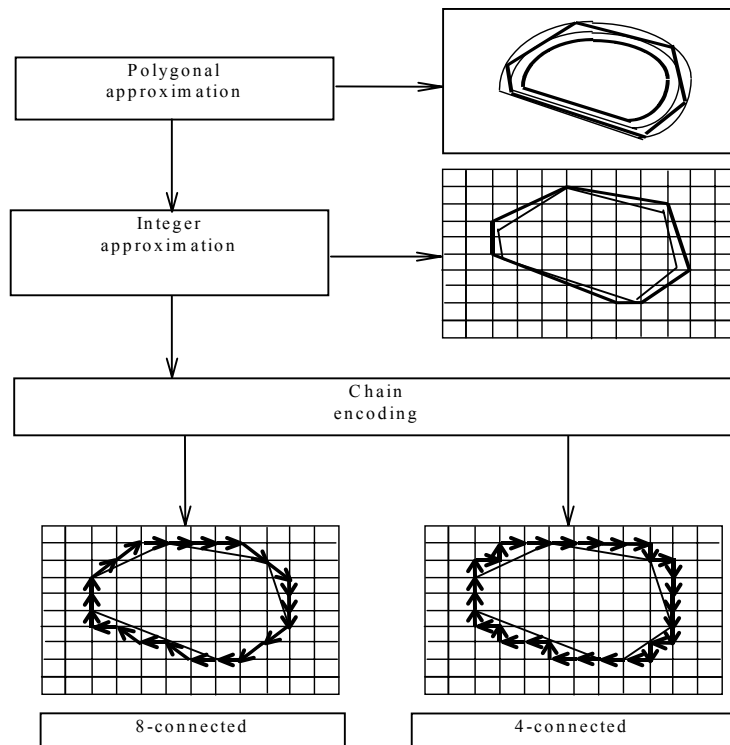 Polygonal
approximation
Integer
approximation
Chain
encoding
8-connected
4-connected